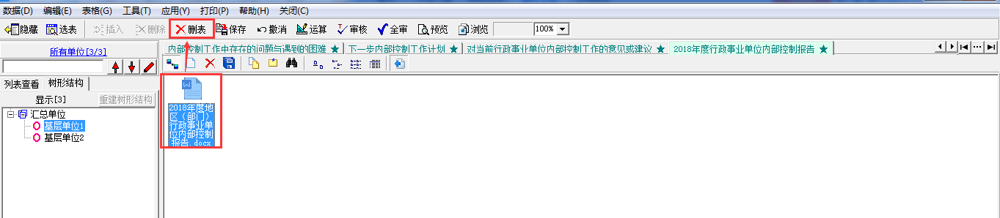 数据(D) 编辑(E) 表格(G) 工具(T) 应用(Y) 打印(P) 帮助(H) 关闭(C)
隐藏 选表 插入 删除 删表 保存 撤消 运算 审核 全审 预览 浏览 100%
所有单位[3/3]
内部控制工作中存在的问题与遇到的困难 ★ 下一步内部控制工作计划 ★ 对当前行政事业单位内部控制工作的意见或建议 ★ 2018年度行政事业单位内部控制报告 ★
列表查看 树形结构
显示[3] 重建树形结构
汇总单位
基层单位1
基层单位2
2018年度地
区（部门）
行政事业单
位内部控制
报告.docx